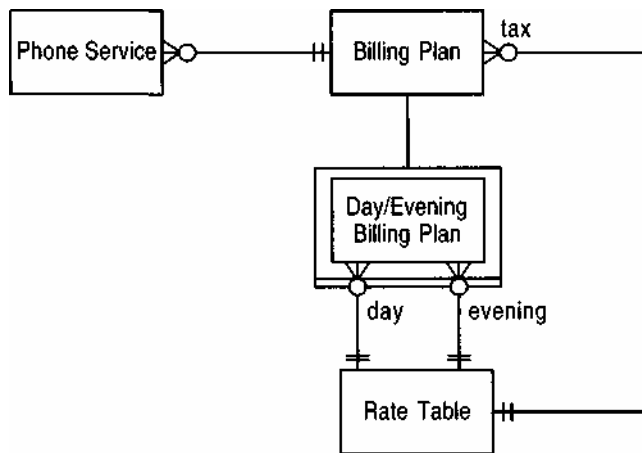 Phone Service
Billing Plan
tax
Day/Evening
Billing Plan
day
evening
Rate Table